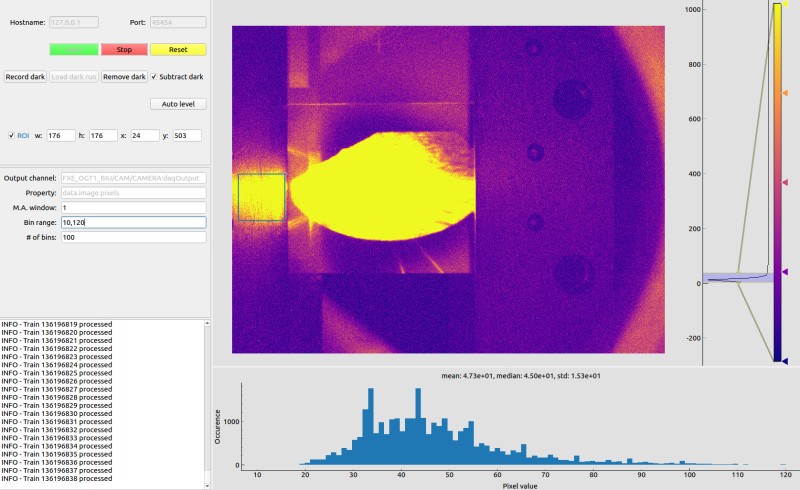 Hostname: 127.0.0.1 Port: 45454
Stop Reset
Record dark Load dark run Remove dark Subtract dark
Auto level
ROI w: 176 h: 176 x: 24 y: 503
Output channel: FXE_OGT1_BIU/CAM/CAMERA:daqOutput
Property: data.image.pixels
M.A. window: 1
Bin range: 10,120
# of bins: 100
INFO - Train 136196819 processed
INFO - Train 136196820 processed
INFO - Train 136196821 processed
INFO - Train 136196822 processed
INFO - Train 136196823 processed
INFO - Train 136196824 processed
INFO - Train 136196825 processed
INFO - Train 136196826 processed
INFO - Train 136196827 processed
INFO - Train 136196828 processed
INFO - Train 136196829 processed
INFO - Train 136196830 processed
INFO - Train 136196831 processed
INFO - Train 136196832 processed
INFO - Train 136196833 processed
INFO - Train 136196834 processed
INFO - Train 136196835 processed
INFO - Train 136196836 processed
INFO - Train 136196837 processed
INFO - Train 136196838 processed
1000
800
600
400
200
0
-200
mean: 4.73e+01, median: 4.50e+01, std: 1.53e+01
Occurence
1000
0
10 20 30 40 50 60 70 80 90 100 110 120
Pixel value